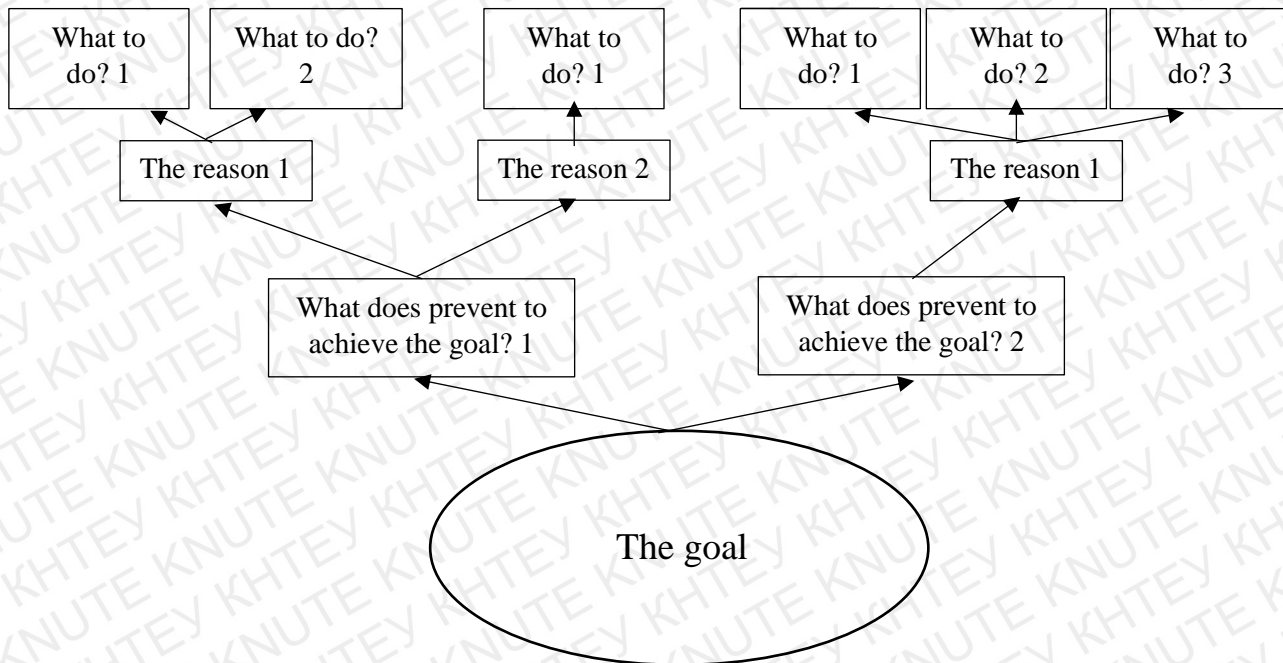 What to
do? 1
What to do?
2
What to
do? 1
What to
do? 1
What to
do? 2
What to
do? 3
The reason 1
The reason 2
The reason 1
What does prevent to
achieve the goal? 1
What does prevent to
achieve the goal? 2
The goal
KNUTE КНТЕУ